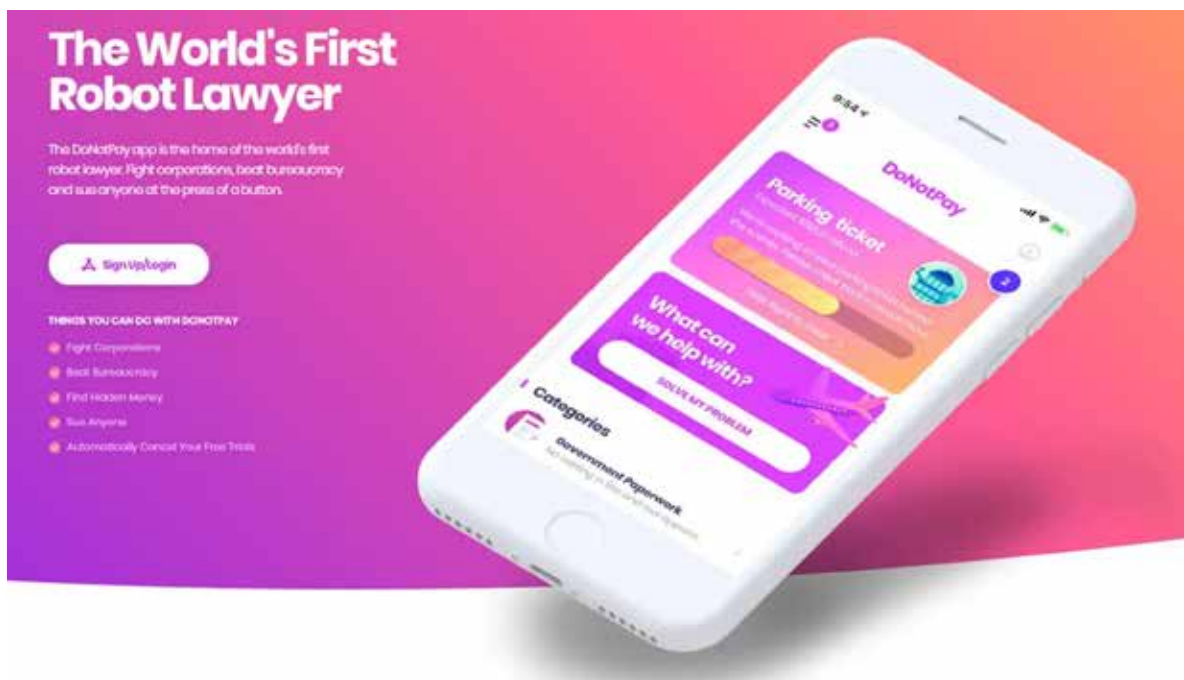 The World's First
Robot Lawyer
The DoNotPay app is the home of the world's first
robot lawyer. Fight corporations, beat bureaucracy
and sue anyone at the press of a button.
Sign Up/Login
THINGS YOU CAN DO WITH DONOTPAY
Fight Corporations
Beat Bureaucracy
Find Hidden Money
Sue Anyone
Automatically Cancel Your Free Trials
9:54
DoNotPay
Parking ticket
2
What can
we help with?
SOLVE MY PROBLEM
Categories
Government Paperwork